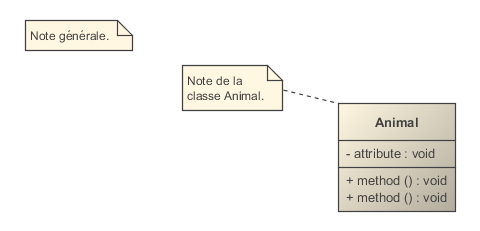 Note générale.
Note de la
classe Animal.
Animal
- attribute : void
+ method () : void
+ method () : void